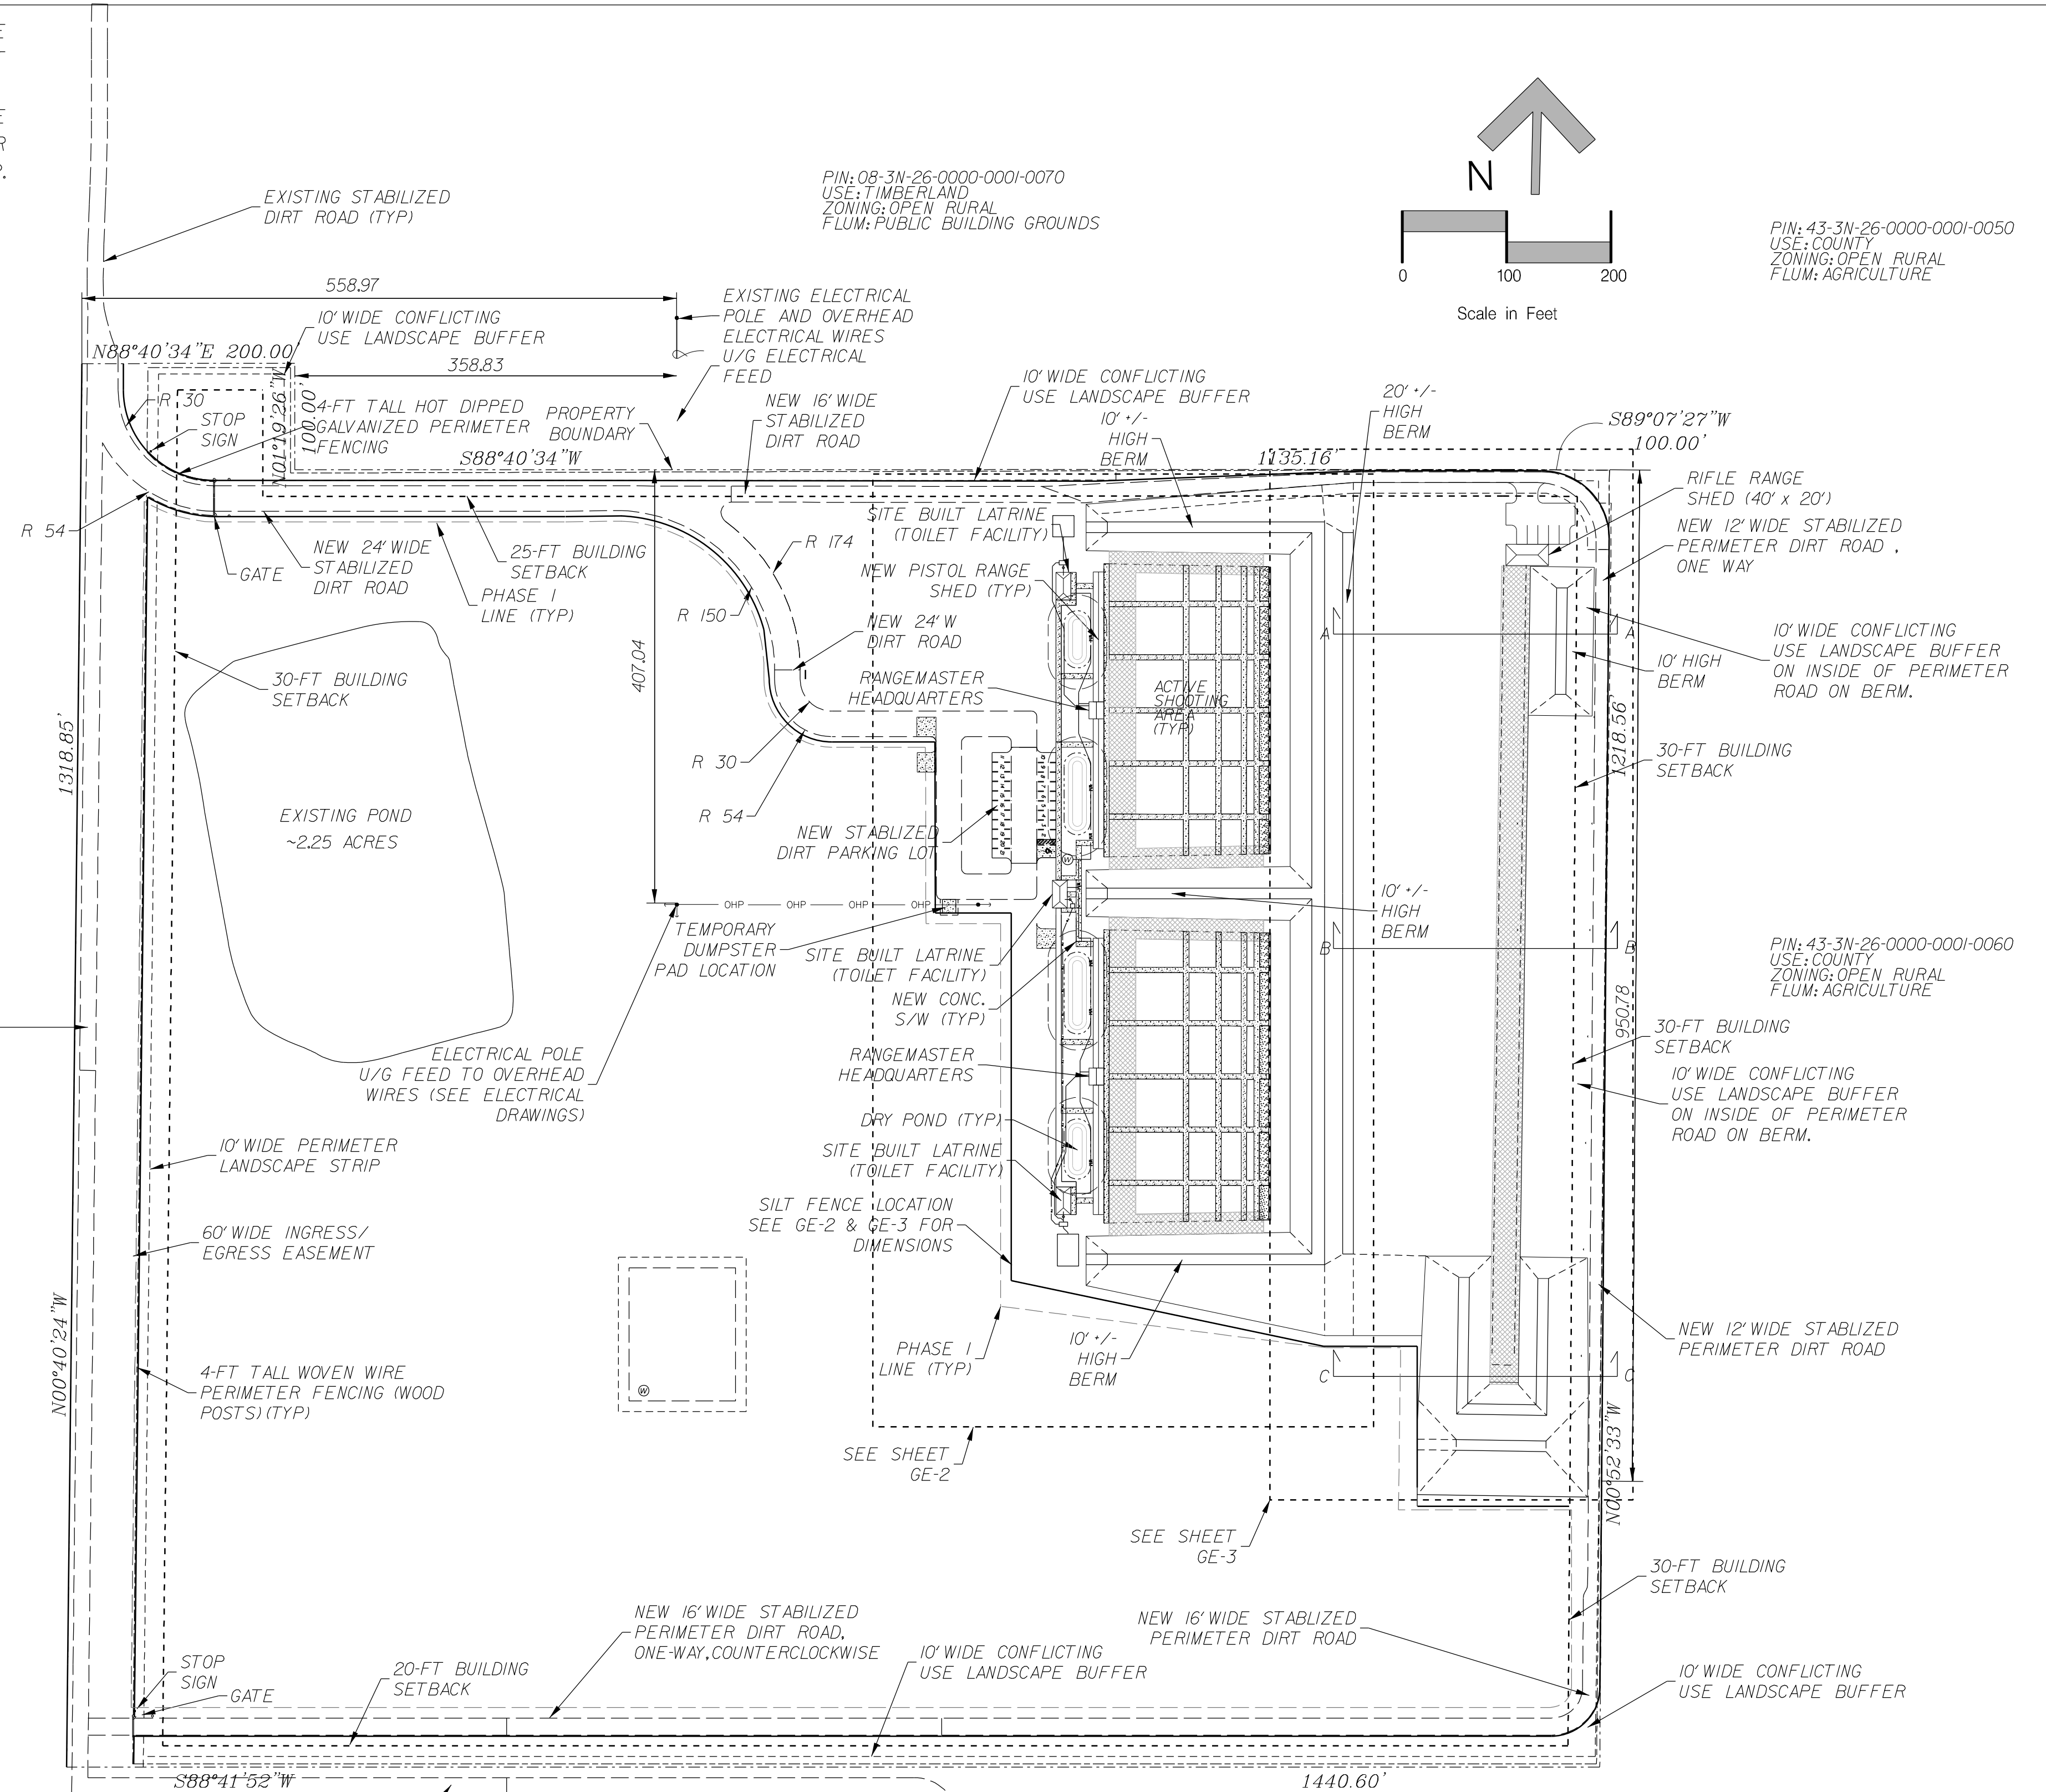 PIN: 08-3N-26-0000-0001-0070
USE: TIMBERLAND
ZONING: OPEN RURAL
FLUM: PUBLIC BUILDING GROUNDS
EXISTING STABILIZED
DIRT ROAD (TYP)
N
0 100 200
Scale in Feet
PIN: 43-3N-26-0000-0001-0050
USE: COUNTY
ZONING: OPEN RURAL
FLUM: AGRICULTURE
558.97
10' WIDE CONFLICTING
USE LANDSCAPE BUFFER
EXISTING ELECTRICAL
POLE AND OVERHEAD
ELECTRICAL WIRES
U/G ELECTRICAL
FEED
N88°40'34"E 200.00'
358.83
R 30
STOP
SIGN
N01°19'26"W
100.00'
4-FT TALL HOT DIPPED
GALVANIZED PERIMETER
FENCING
PROPERTY
BOUNDARY
NEW 16' WIDE
STABILIZED
DIRT ROAD
10' WIDE CONFLICTING
USE LANDSCAPE BUFFER
10' +/-
HIGH
BERM
20' +/-
HIGH
BERM
S89°07'27"W
100.00'
S88°40'34"W
1135.16'
RIFLE RANGE
SHED (40' x 20')
NEW 12' WIDE STABILIZED
PERIMETER DIRT ROAD ,
ONE WAY
R 54
GATE
NEW 24' WIDE
STABILIZED
DIRT ROAD
25-FT BUILDING
SETBACK
PHASE 1
LINE (TYP)
R 174
R 150
SITE BUILT LATRINE
(TOILET FACILITY)
NEW PISTOL RANGE
SHED (TYP)
NEW 24' W
DIRT ROAD
407.04
A
A
10' WIDE CONFLICTING
USE LANDSCAPE BUFFER
ON INSIDE OF PERIMETER
ROAD ON BERM.
10' HIGH
BERM
30-FT BUILDING
SETBACK
RANGEMASTER
HEADQUARTERS
ACTIVE
SHOOTING
AREA
(TYP)
1318.85'
1218.56'
30-FT BUILDING
SETBACK
R 30
R 54
EXISTING POND
~2.25 ACRES
NEW STABLIZED
DIRT PARKING LOT
W
OHP OHP OHP OHP
TEMPORARY
DUMPSTER
PAD LOCATION
SITE BUILT LATRINE
(TOILET FACILITY)
10' +/-
HIGH
BERM
B
B
PIN: 43-3N-26-0000-0001-0060
USE: COUNTY
ZONING: OPEN RURAL
FLUM: AGRICULTURE
NEW CONC.
S/W (TYP)
950.78
30-FT BUILDING
SETBACK
ELECTRICAL POLE
U/G FEED TO OVERHEAD
WIRES (SEE ELECTRICAL
DRAWINGS)
RANGEMASTER
HEADQUARTERS
10' WIDE CONFLICTING
USE LANDSCAPE BUFFER
ON INSIDE OF PERIMETER
ROAD ON BERM.
DRY POND (TYP)
10' WIDE PERIMETER
LANDSCAPE STRIP
SITE BUILT LATRINE
(TOILET FACILITY)
SILT FENCE LOCATION
SEE GE-2 & GE-3 FOR
DIMENSIONS
60' WIDE INGRESS/
EGRESS EASEMENT
N00°40'24"W
PHASE 1
LINE (TYP)
10' +/-
HIGH
BERM
NEW 12' WIDE STABLIZED
PERIMETER DIRT ROAD
C
C
4-FT TALL WOVEN WIRE
PERIMETER FENCING (WOOD
POSTS) (TYP)
W
SEE SHEET
GE-2
N00°52'33"W
SEE SHEET
GE-3
30-FT BUILDING
SETBACK
NEW 16' WIDE STABILIZED
PERIMETER DIRT ROAD,
ONE-WAY, COUNTERCLOCKWISE
10' WIDE CONFLICTING
USE LANDSCAPE BUFFER
NEW 16' WIDE STABLIZED
PERIMETER DIRT ROAD
STOP
SIGN
GATE
20-FT BUILDING
SETBACK
10' WIDE CONFLICTING
USE LANDSCAPE BUFFER
S88°41'52"W
1440.60'